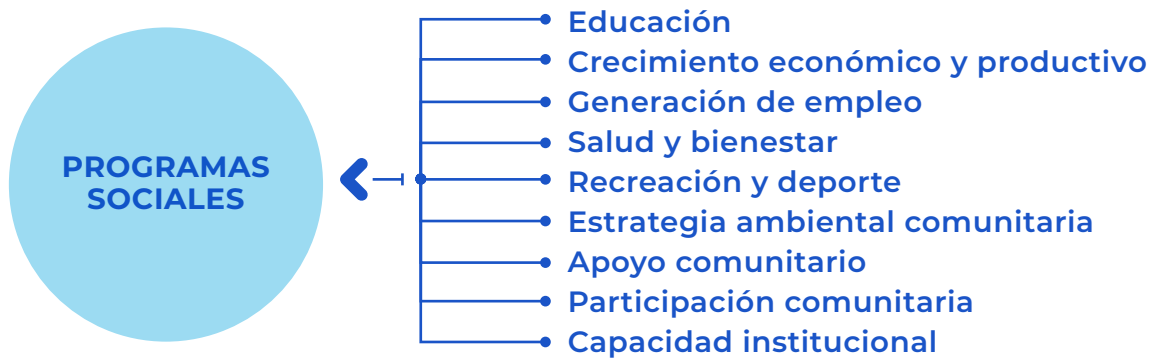 PROGRAMAS
SOCIALES
Educación
Crecimiento económico y productivo
Generación de empleo
Salud y bienestar
Recreación y deporte
Estrategia ambiental comunitaria
Apoyo comunitario
Participación comunitaria
Capacidad institucional